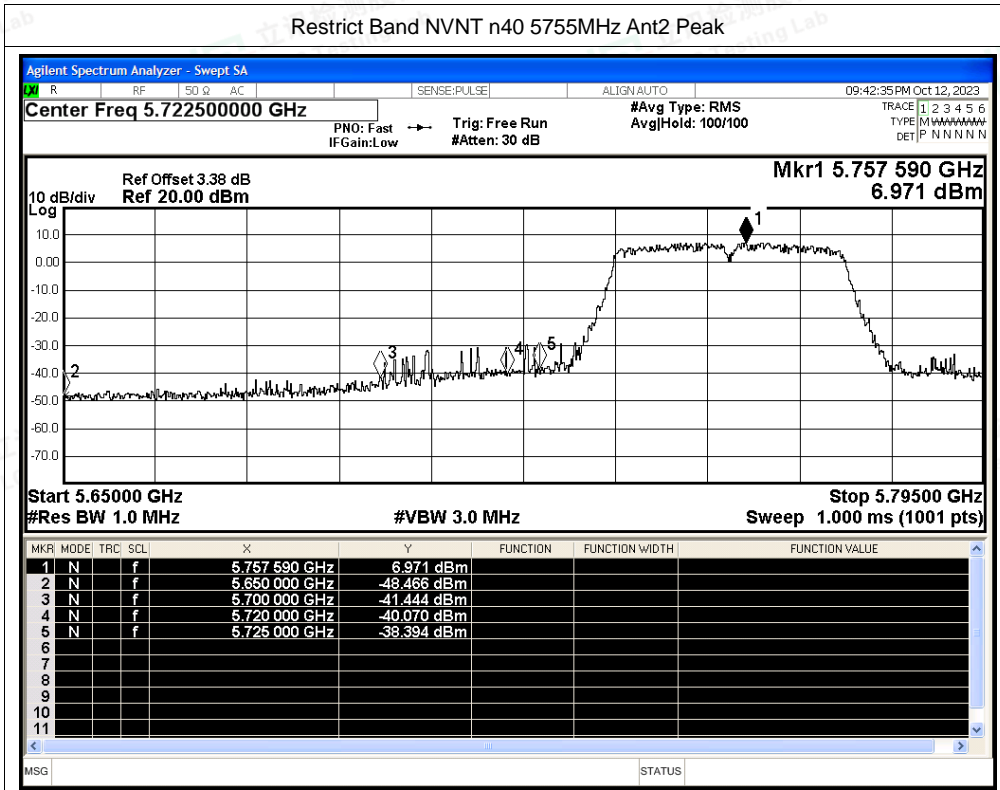 Restrict Band NVNT n40 5755MHz Ant2 Peak
Agilent Spectrum Analyzer - Swept SA
LXI R RF 50 Ω AC SENSE:PULSE ALIGN AUTO 09:42:35 PM Oct 12, 2023
Center Freq 5.722500000 GHz
PNO: Fast
IFGain:Low
Trig: Free Run
#Atten: 30 dB
#Avg Type: RMS
Avg|Hold: 100/100
TRACE 1 2 3 4 5 6
TYPE M WWWWW
DET P N N N N N
Mkr1 5.757 590 GHz
6.971 dBm
Ref Offset 3.38 dB
10 dB/div Ref 20.00 dBm
Log
10.0
0.00
-10.0
-20.0
-30.0
-40.0
-50.0
-60.0
-70.0
1
2
3
4
5
Start 5.65000 GHz Stop 5.79500 GHz
#Res BW 1.0 MHz #VBW 3.0 MHz Sweep 1.000 ms (1001 pts)
MKR MODE TRC SCL X Y FUNCTION FUNCTION WIDTH FUNCTION VALUE
1 N f 5.757 590 GHz 6.971 dBm
2 N f 5.650 000 GHz -48.466 dBm
3 N f 5.700 000 GHz -41.444 dBm
4 N f 5.720 000 GHz -40.070 dBm
5 N f 5.725 000 GHz -38.394 dBm
6
7
8
9
10
11
MSG STATUS